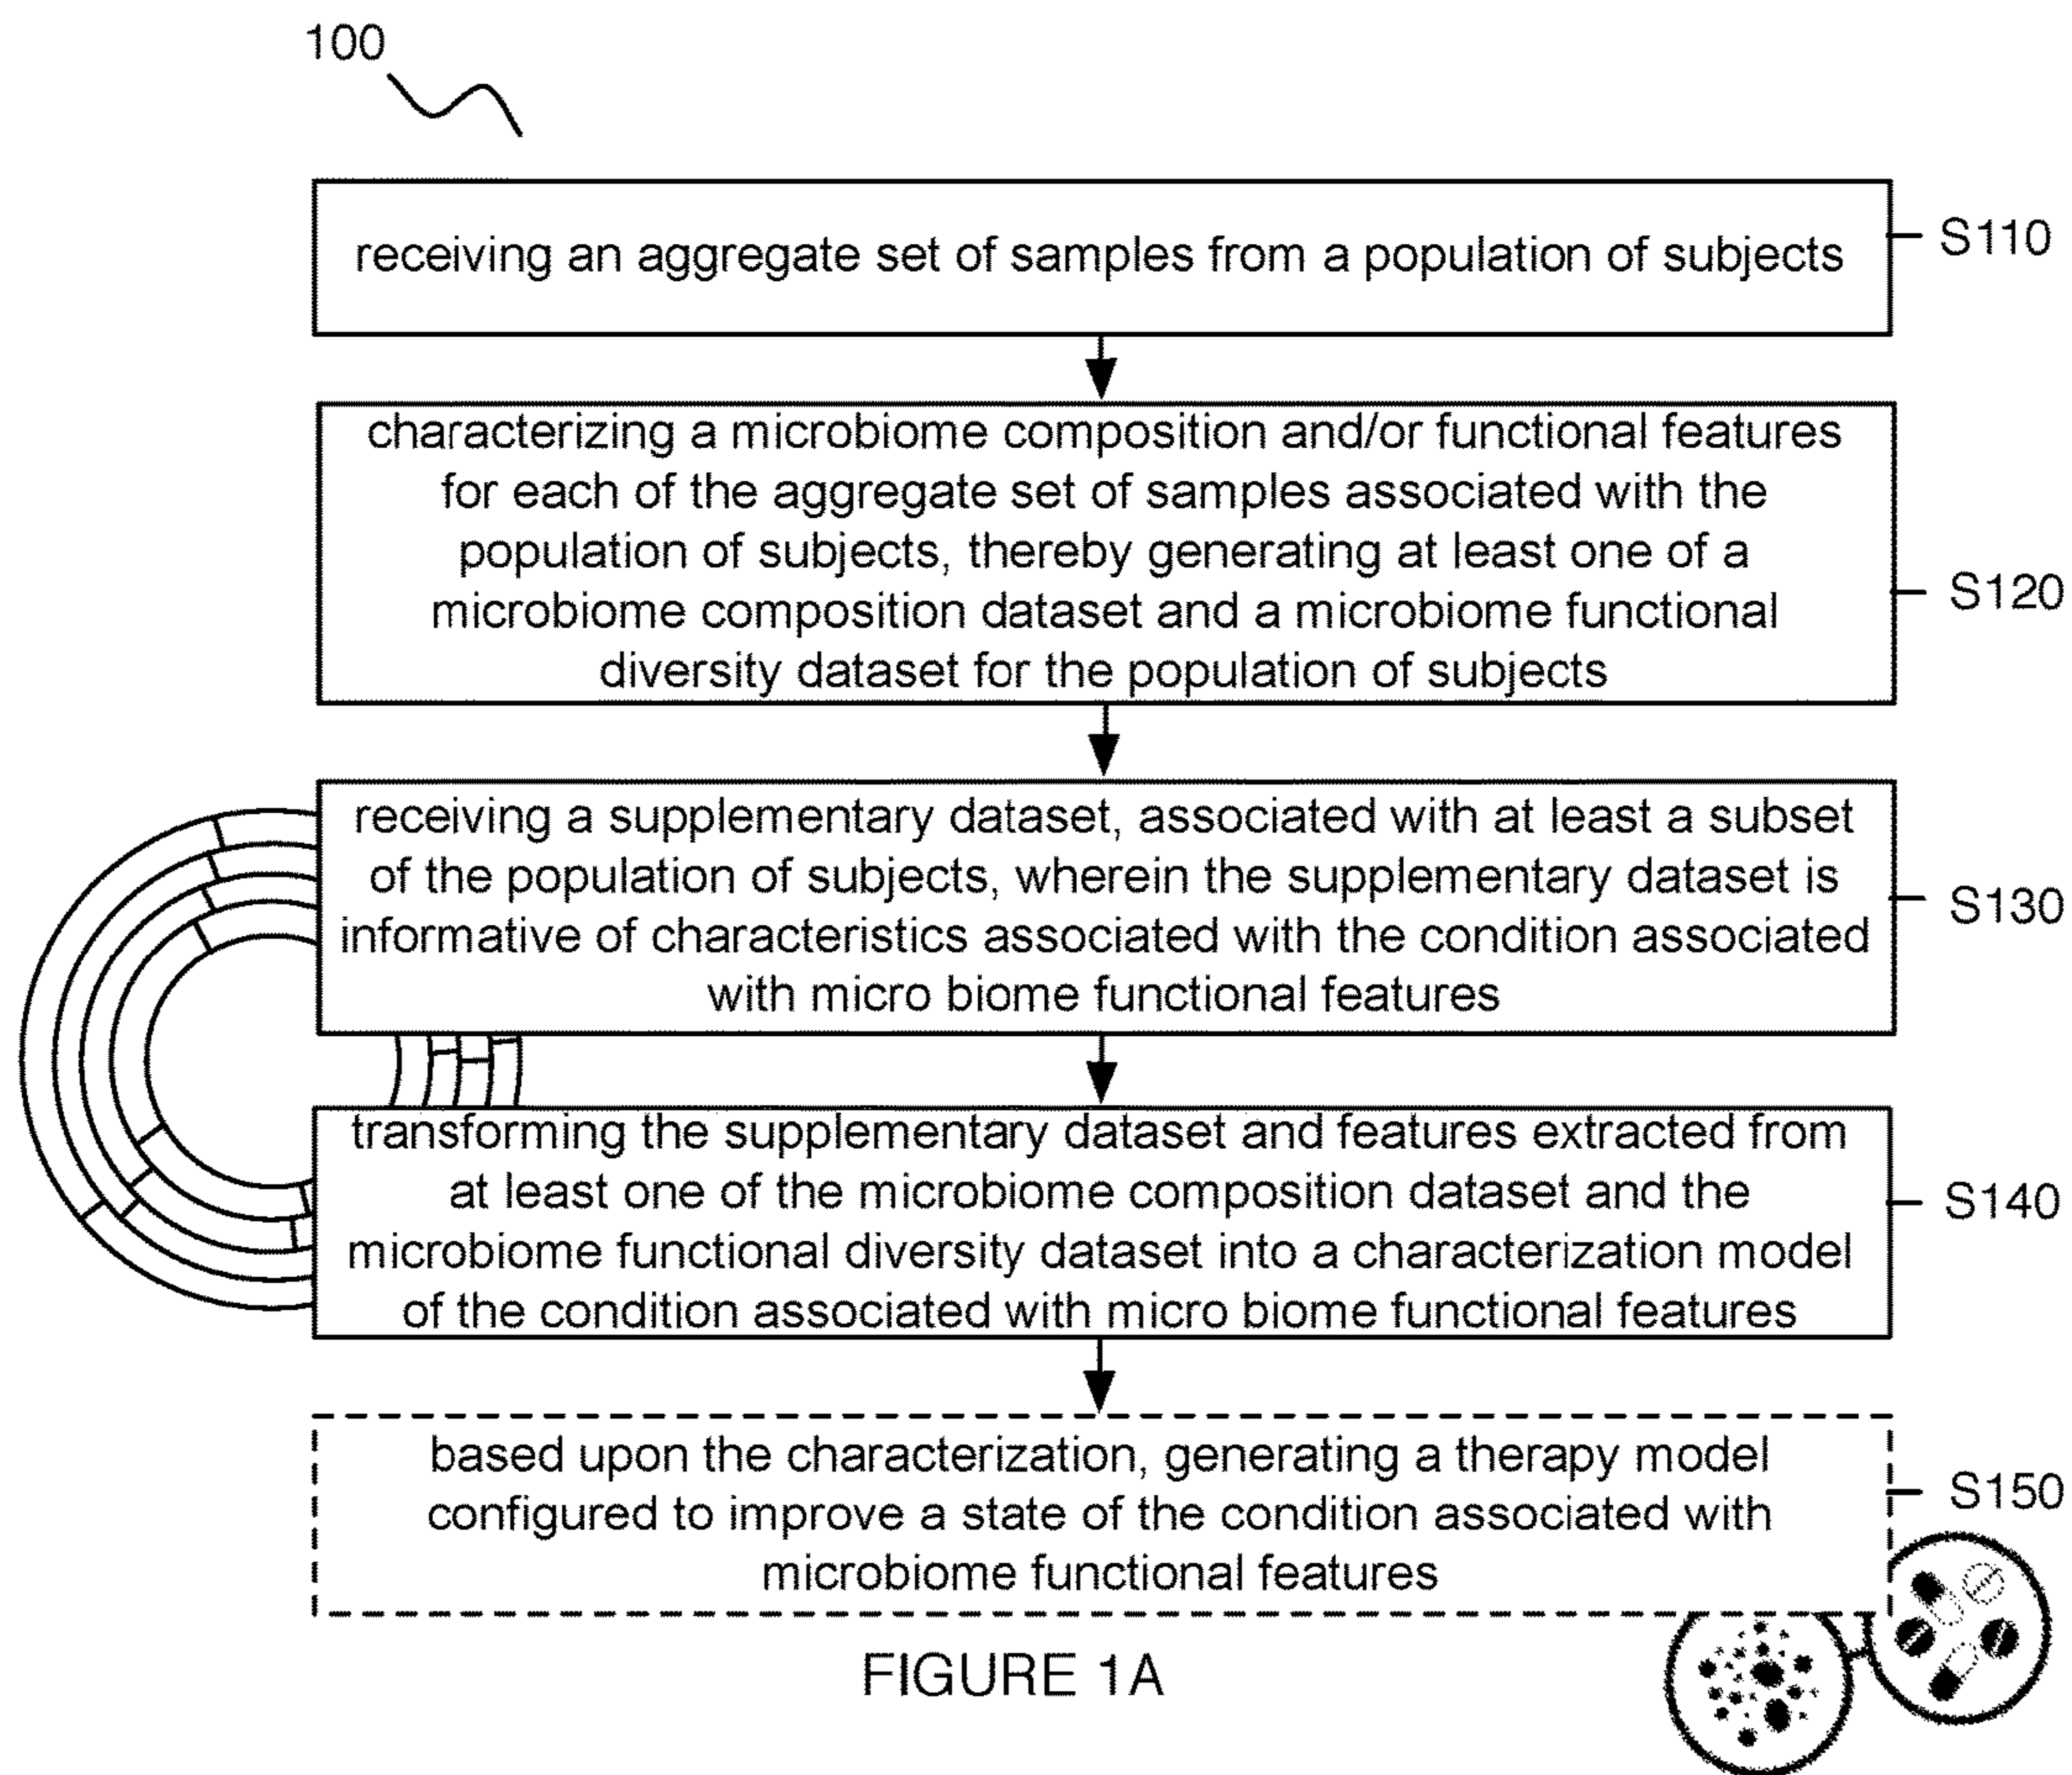 100
receiving an aggregate set of samples from a population of subjects
S110
characterizing a microbiome composition and/or functional features
for each of the aggregate set of samples associated with the
population of subjects, thereby generating at least one of a
microbiome composition dataset and a microbiome functional
diversity dataset for the population of subjects
S120
receiving a supplementary dataset, associated with at least a subset
of the population of subjects, wherein the supplementary dataset is
informative of characteristics associated with the condition associated
with micro biome functional features
S130
transforming the supplementary dataset and features extracted from
at least one of the microbiome composition dataset and the
microbiome functional diversity dataset into a characterization model
of the condition associated with micro biome functional features
S140
based upon the characterization, generating a therapy model
configured to improve a state of the condition associated with
microbiome functional features
S150
FIGURE 1A